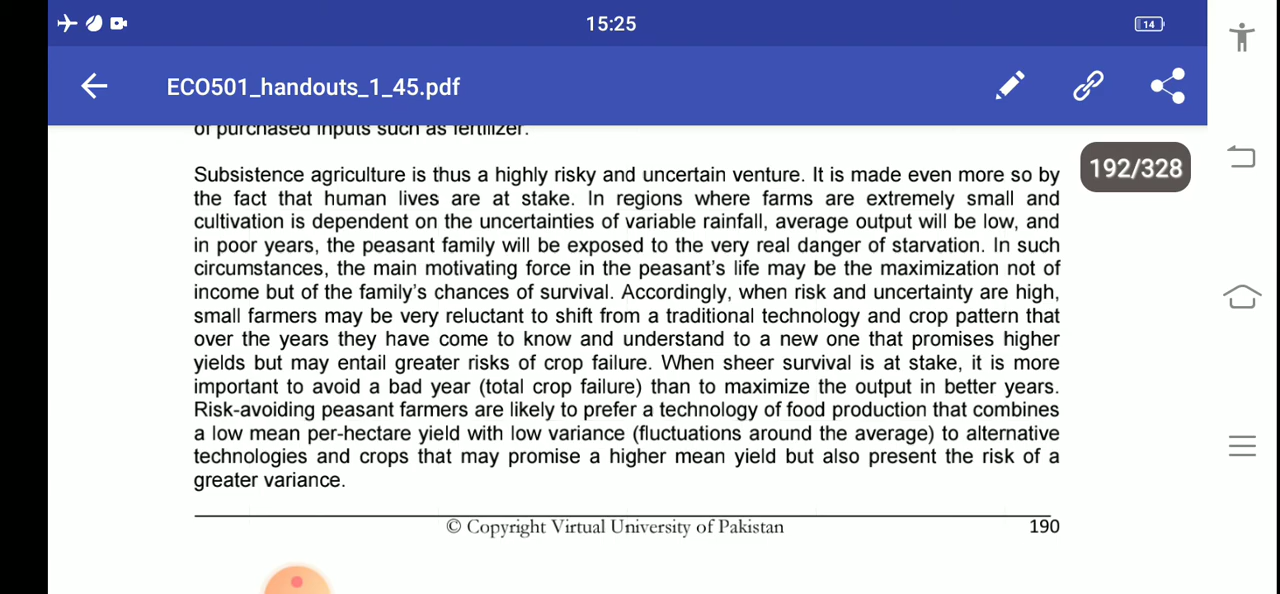 15:25
14
ECO501_handouts_1_45.pdf
of purchased inputs such as fertilizer.
192/328
Subsistence agriculture is thus a highly risky and uncertain venture. It is made even more so by
the fact that human lives are at stake. In regions where farms are extremely small and
cultivation is dependent on the uncertainties of variable rainfall, average output will be low, and
in poor years, the peasant family will be exposed to the very real danger of starvation. In such
circumstances, the main motivating force in the peasant's life may be the maximization not of
income but of the family's chances of survival. Accordingly, when risk and uncertainty are high,
small farmers may be very reluctant to shift from a traditional technology and crop pattern that
over the years they have come to know and understand to a new one that promises higher
yields but may entail greater risks of crop failure. When sheer survival is at stake, it is more
important to avoid a bad year (total crop failure) than to maximize the output in better years.
Risk-avoiding peasant farmers are likely to prefer a technology of food production that combines
a low mean per-hectare yield with low variance (fluctuations around the average) to alternative
technologies and crops that may promise a higher mean yield but also present the risk of a
greater variance.
© Copyright Virtual University of Pakistan 190